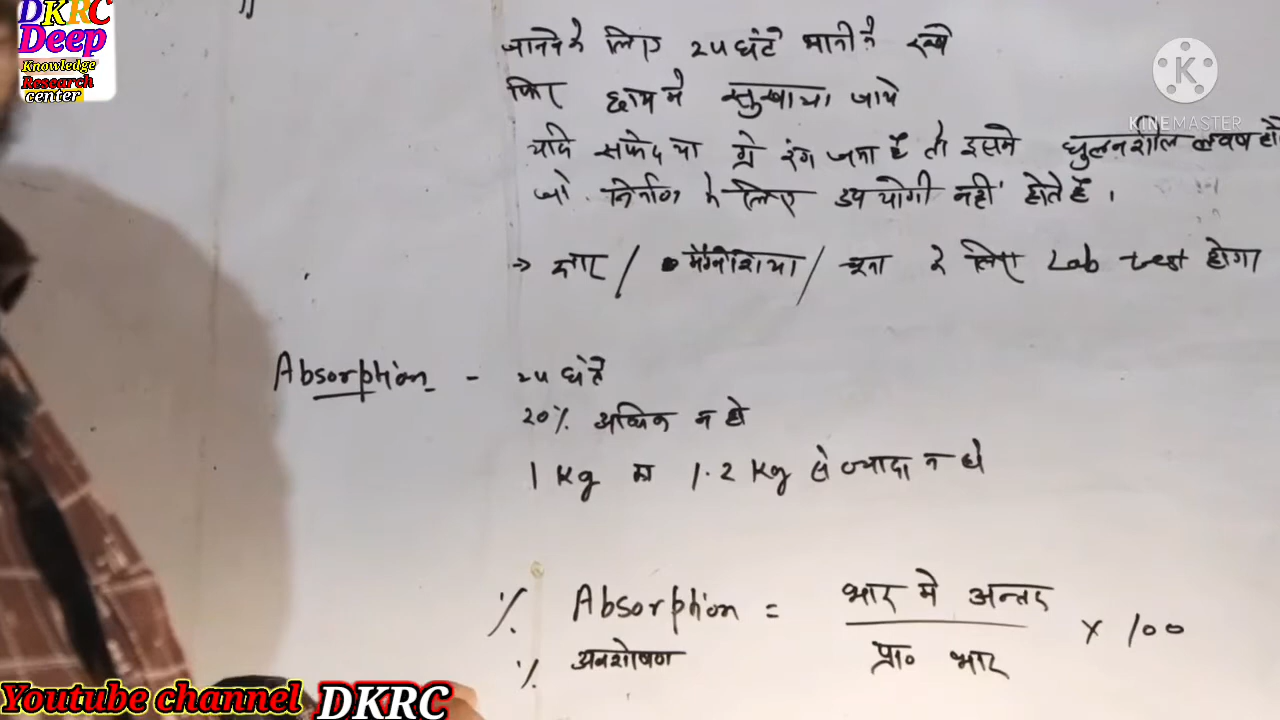 DKRC
Deep
Knowledge
Research
center
K
KINEMASTER
जानने के लिए 24 घंटे पानी मे रखे
फिर छाया मे सुखाया जाये
यदि सफेद या ग्रे रंग जमा है तो इसमे घुलनशील लवण हो
जो निर्माण के लिए उपयोगी नही होते है ।
→ क्षार / मैग्नीशिया / चूना के लिए Lab test होगा
Absorption - 24 घंटे
20% अधिक न हो
1 Kg का 1.2 Kg से ज्यादा न हो
% Absorption = भार मे अन्तर / प्रा० भार × 100
% अवशोषण
Youtube channel DKRC